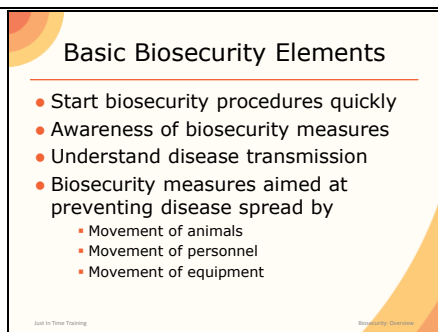 Basic Biosecurity Elements
• Start biosecurity procedures quickly
• Awareness of biosecurity measures
• Understand disease transmission
• Biosecurity measures aimed at
preventing disease spread by
▪ Movement of animals
▪ Movement of personnel
▪ Movement of equipment
Just In Time Training
Biosecurity: Overview